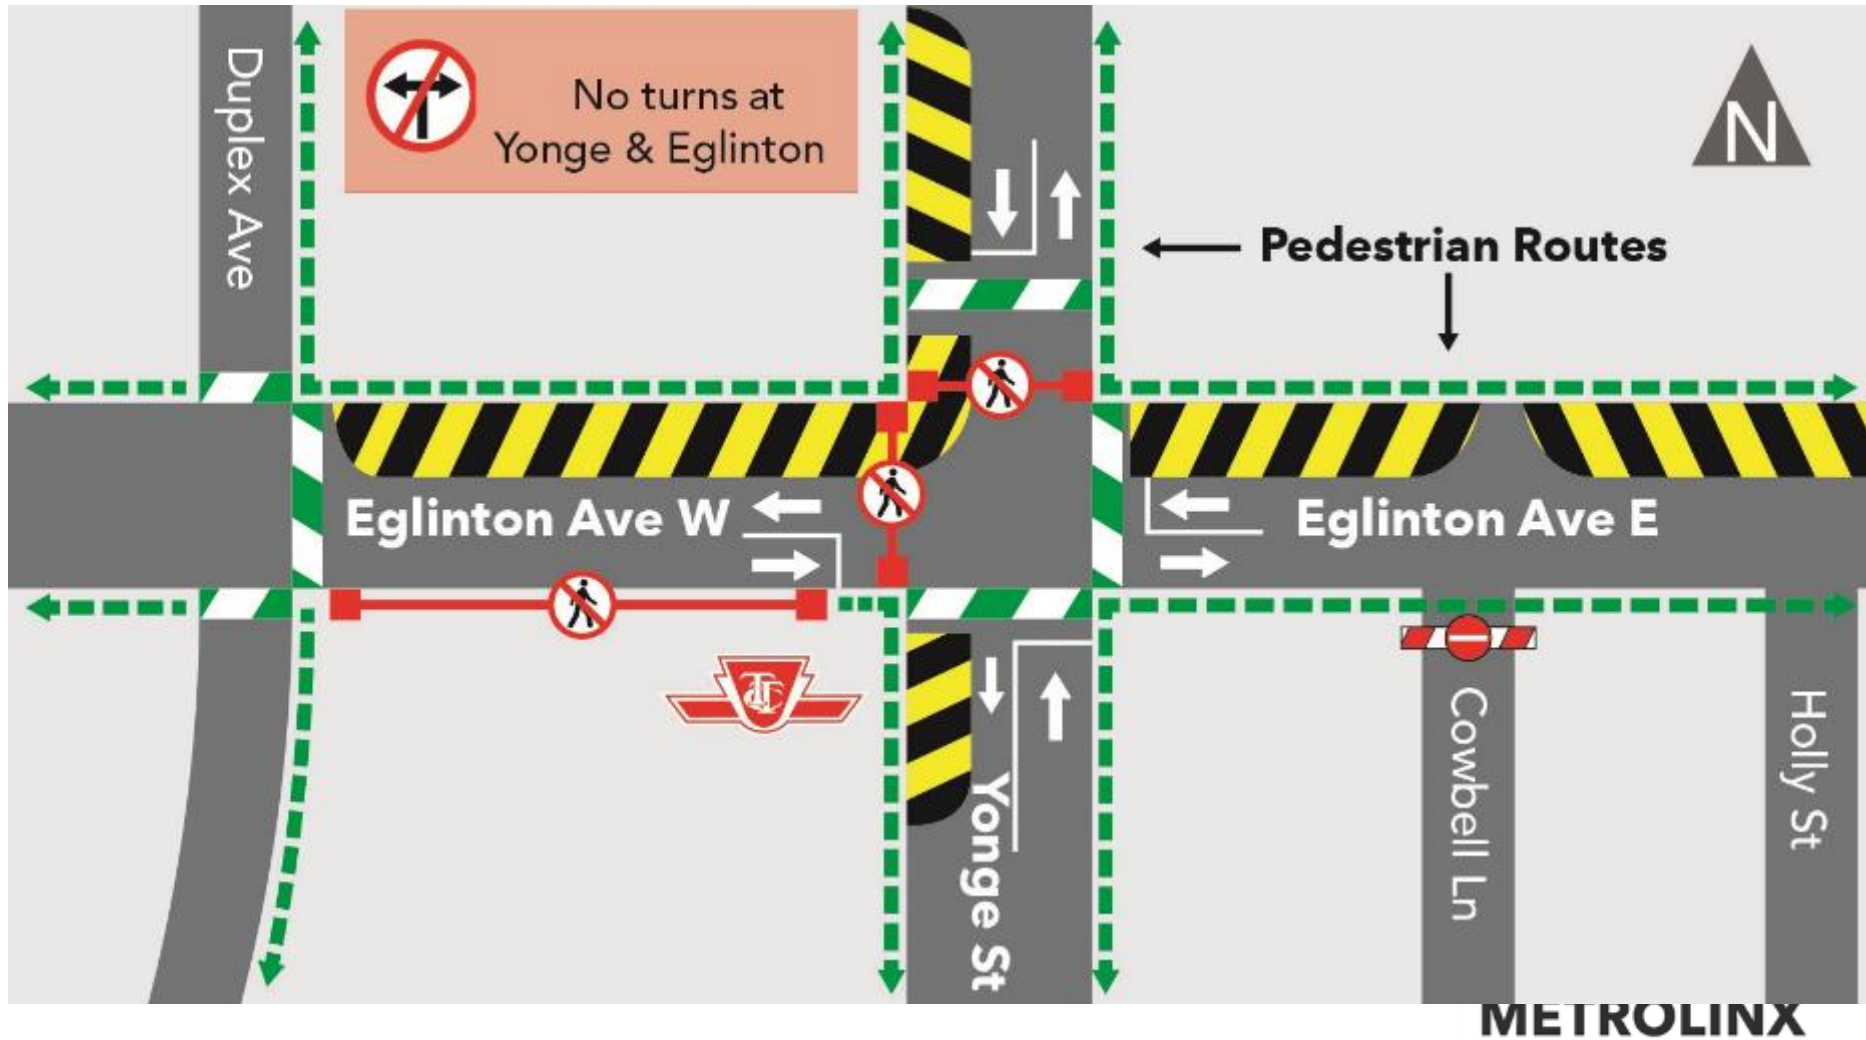 Duplex Ave
No turns at
Yonge & Eglinton
N
Pedestrian Routes
Eglinton Ave W
Eglinton Ave E
TTC
Yonge St
Cowbell Ln
Holly St
METROLINX